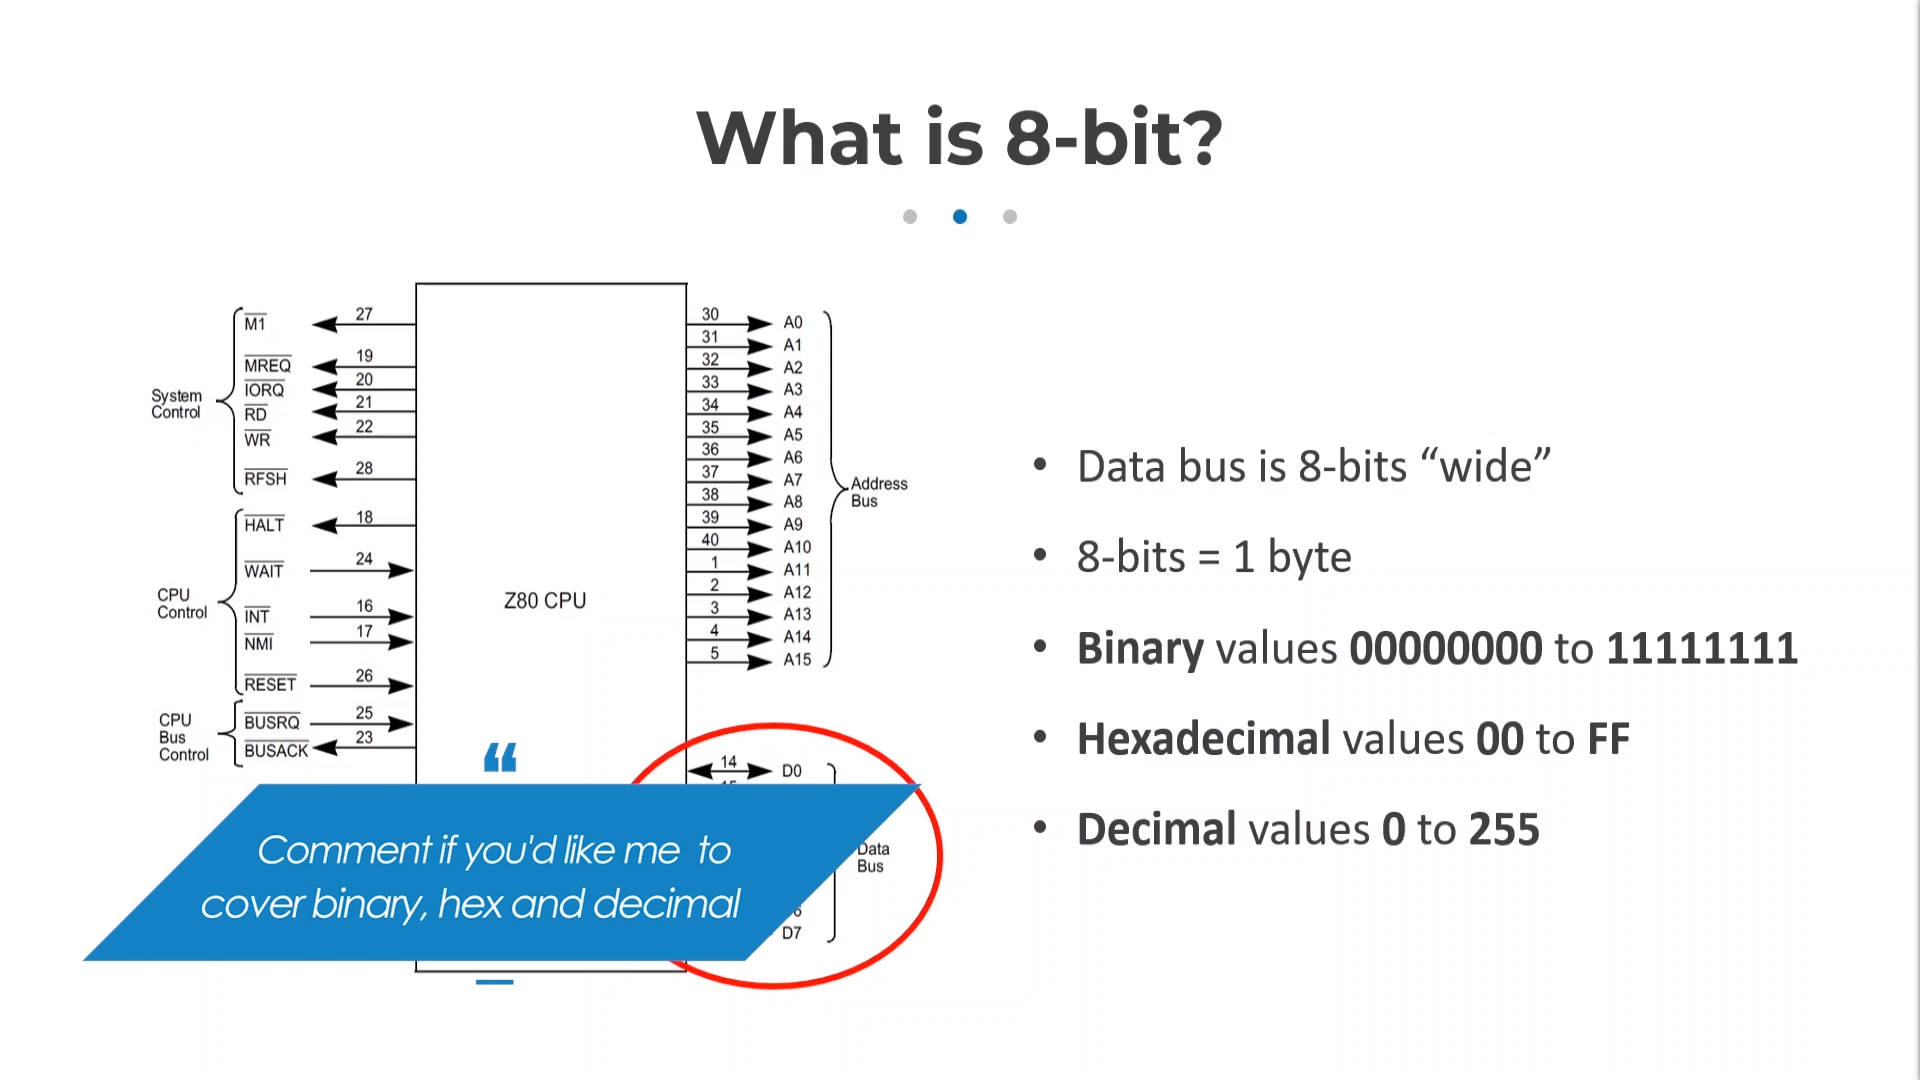 What is 8-bit?
System
Control
M1
27
MREQ
19
IORQ
20
RD
21
WR
22
RFSH
28
CPU
Control
HALT
18
WAIT
24
INT
16
NMI
17
RESET
26
CPU
Bus
Control
BUSRQ
25
BUSACK
23
Z80 CPU
30 A0
31 A1
32 A2
33 A3
34 A4
35 A5
36 A6
37 A7
38 A8
39 A9
40 A10
1 A11
2 A12
3 A13
4 A14
5 A15
Address
Bus
14 D0
D7
Data
Bus
“
Comment if you'd like me to
cover binary, hex and decimal
• Data bus is 8-bits “wide”
• 8-bits = 1 byte
• Binary values 00000000 to 11111111
• Hexadecimal values 00 to FF
• Decimal values 0 to 255